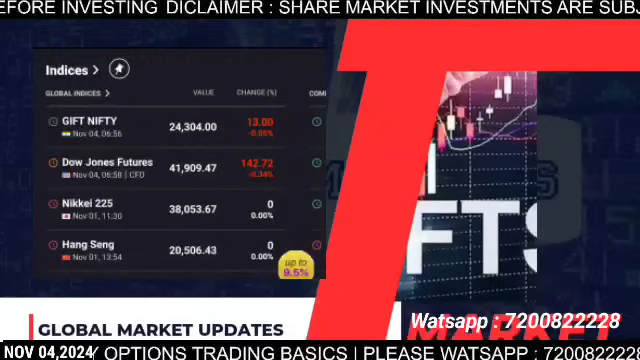 EFORE INVESTING DICLAIMER : SHARE MARKET INVESTMENTS ARE SUBJ
Indices >
GLOBAL INDICES >
VALUE
CHANGE (%)
COM
GIFT NIFTY
Nov 04, 06:56
24,304.00
13.00
-0.05%
Dow Jones Futures
Nov 04, 06:58 | CFD
41,909.47
142.72
-0.34%
Nikkei 225
Nov 01, 11:30
38,053.67
0
0.00%
Hang Seng
Nov 01, 13:54
20,506.43
0
0.00%
up to
9.5%
FTS
GLOBAL MARKET UPDATES
Watsapp : 7200822228
MARKET
NOV 04,2024
Y OPTIONS TRADING BASICS | PLEASE WATSAPP : 720082222